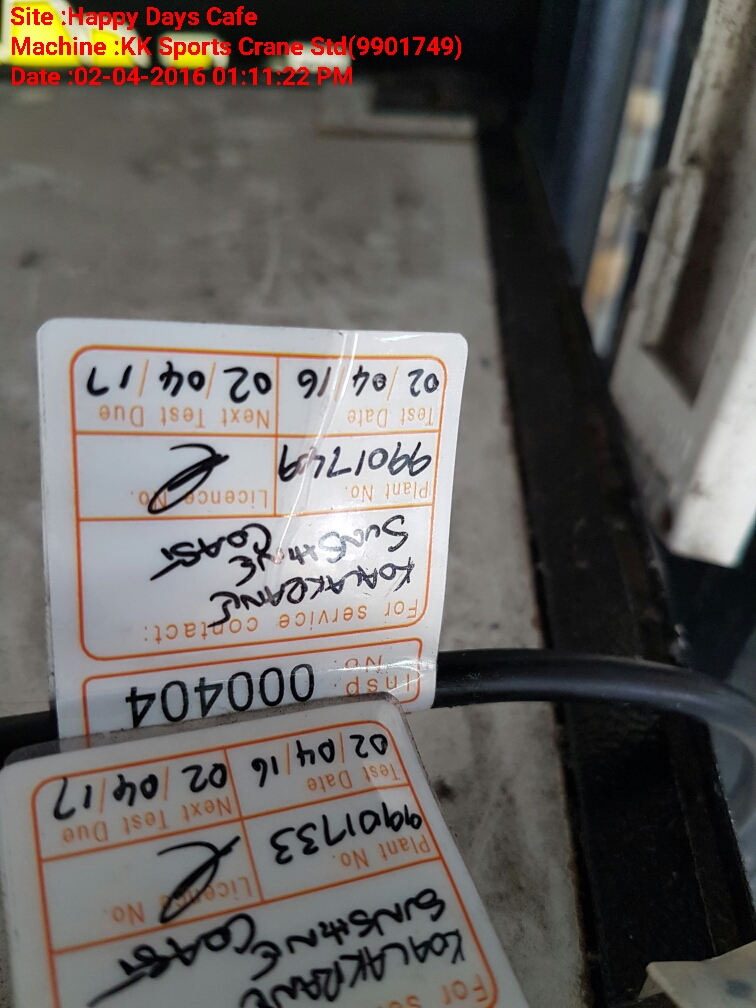 Site :Happy Days Cafe
Machine :KK Sports Crane Std(9901749)
Date :02-04-2016 01:11:22 PM
Insp. No. 000404
For service contact:
KOALAKRANE
SUNSHINE
COAST
Plant No. Licence No.
9901749
Test Date Next Test Due
02/04/16 02/04/17
KOALAKRANE
SUNSHINE
COAST
Plant No. Licence No.
9901733
Test Date Next Test Due
02/04/16 02/04/17